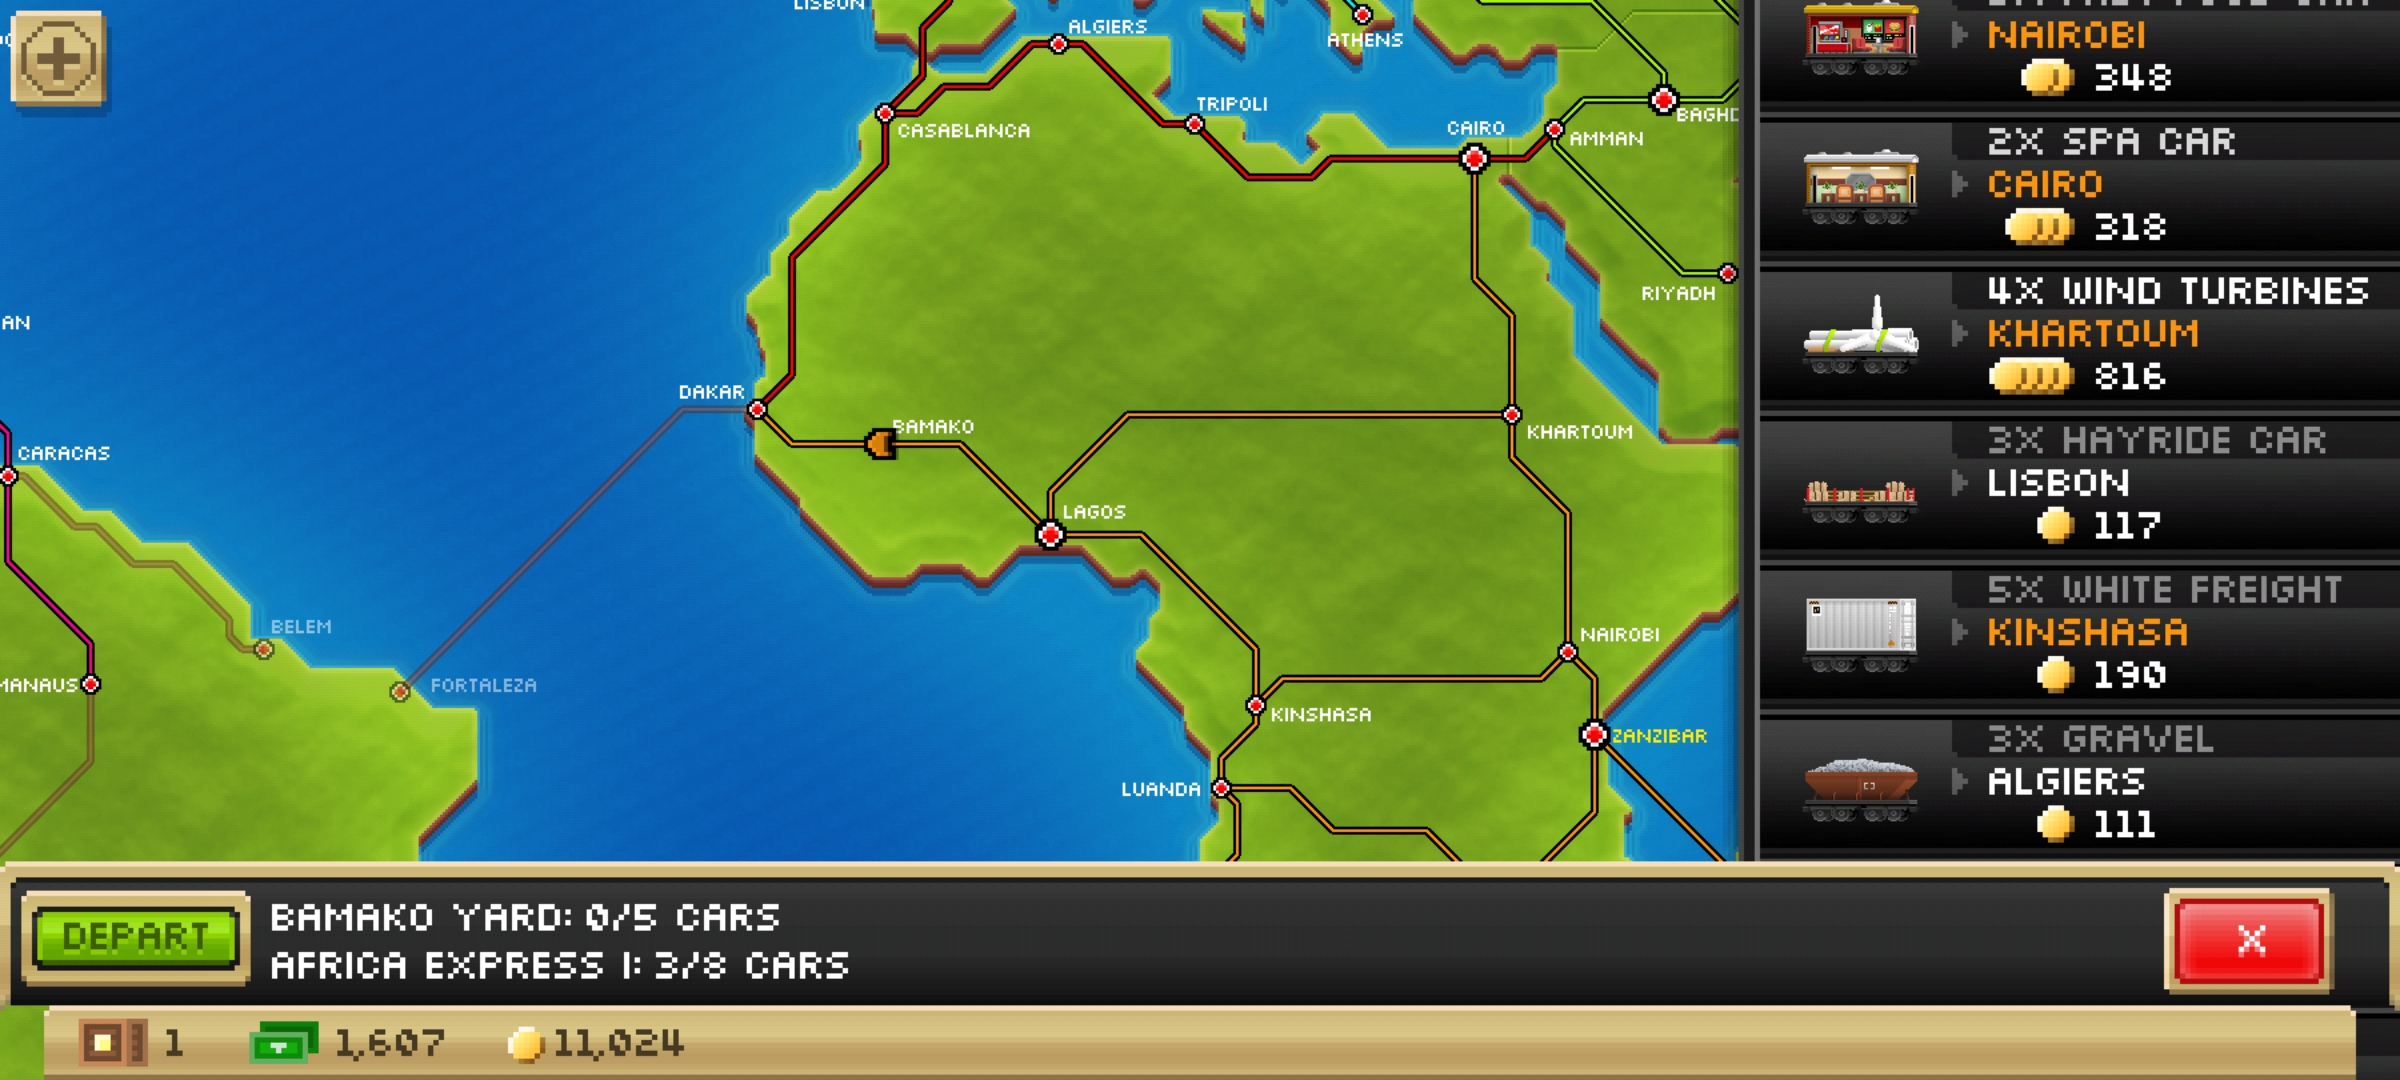 LISBON
ALGIERS
ATHENS
TRIPOLI
CAIRO
BAGHD
AMMAN
CASABLANCA
RIYADH
AN
DAKAR
BAMAKO
KHARTOUM
CARACAS
LAGOS
BELEM
NAIROBI
MANAUS
FORTALEZA
KINSHASA
ZANZIBAR
LUANDA
NAIROBI
348
2X SPA CAR
CAIRO
318
4X WIND TURBINES
KHARTOUM
816
3X HAYRIDE CAR
LISBON
117
5X WHITE FREIGHT
KINSHASA
190
3X GRAVEL
ALGIERS
111
DEPART
BAMAKO YARD: 0/5 CARS
AFRICA EXPRESS I: 3/8 CARS
X
1
1,607
11,024